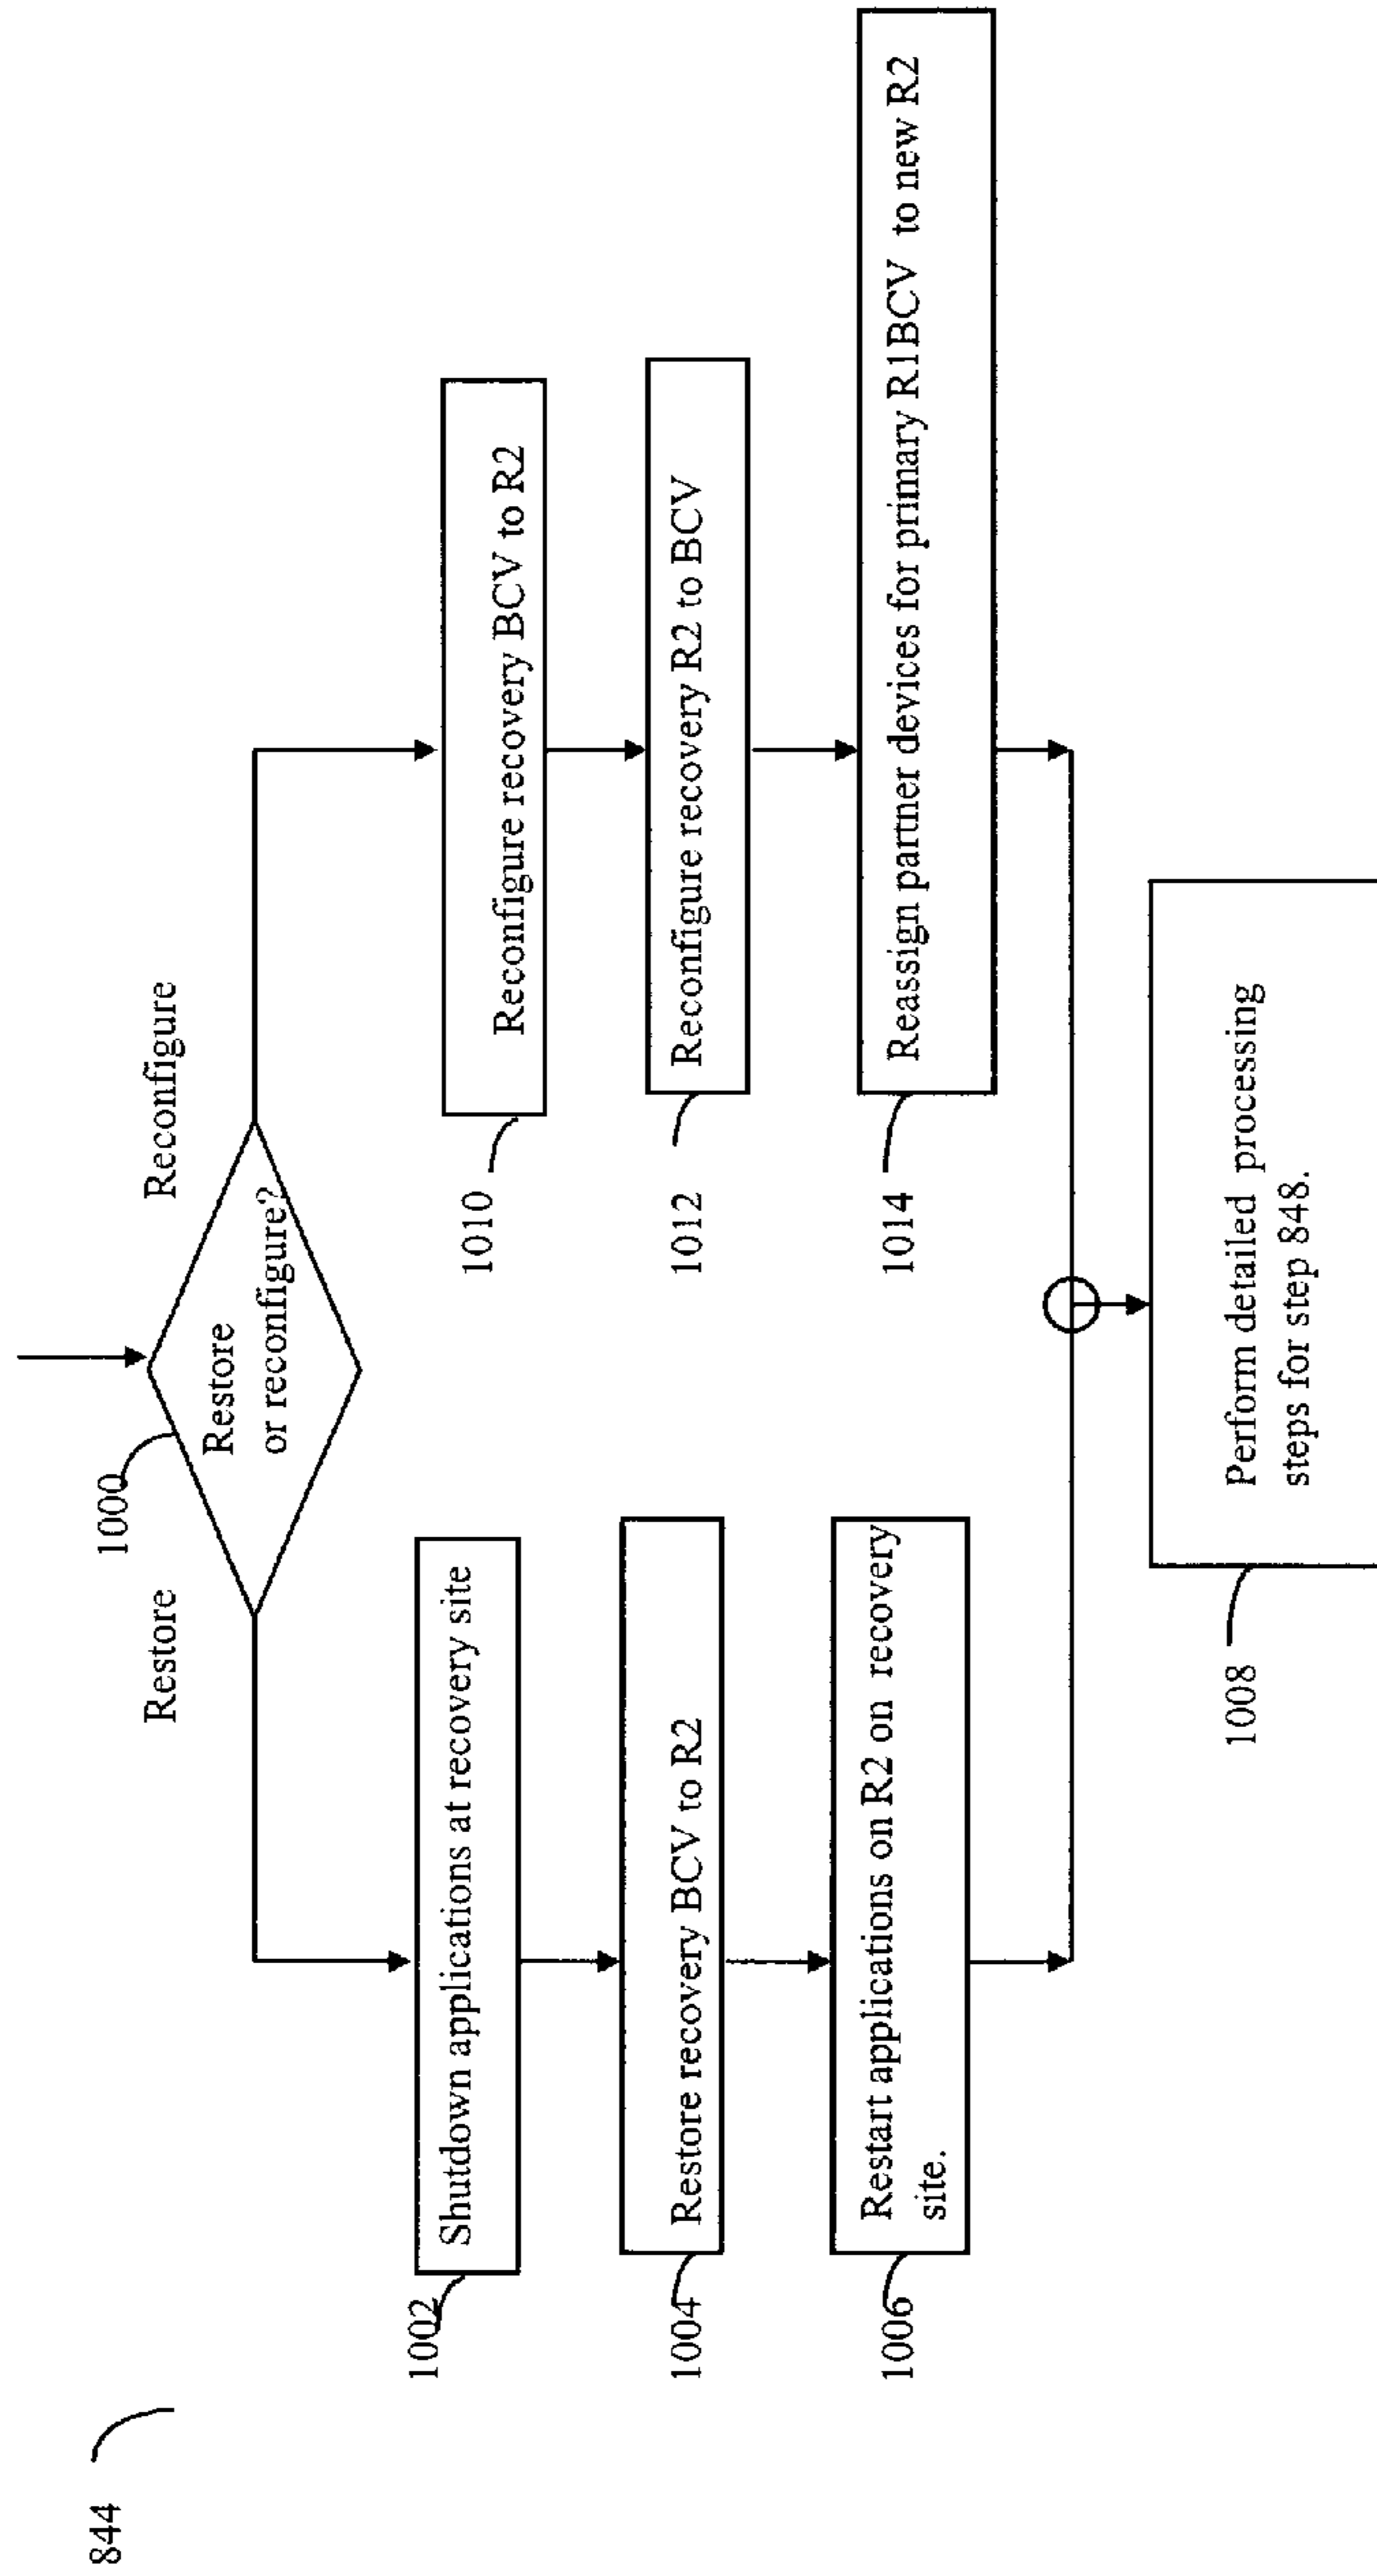 844
Restore
Reconfigure
1000
Restore
or reconfigure?
1002
Shutdown applications at recovery site
1010
Reconfigure recovery BCV to R2
1004
Restore recovery BCV to R2
1012
Reconfigure recovery R2 to BCV
1006
Restart applications on R2 on recovery
site.
1014
Reassign partner devices for primary R1BCV to new R2
1008
Perform detailed processing
steps for step 848.